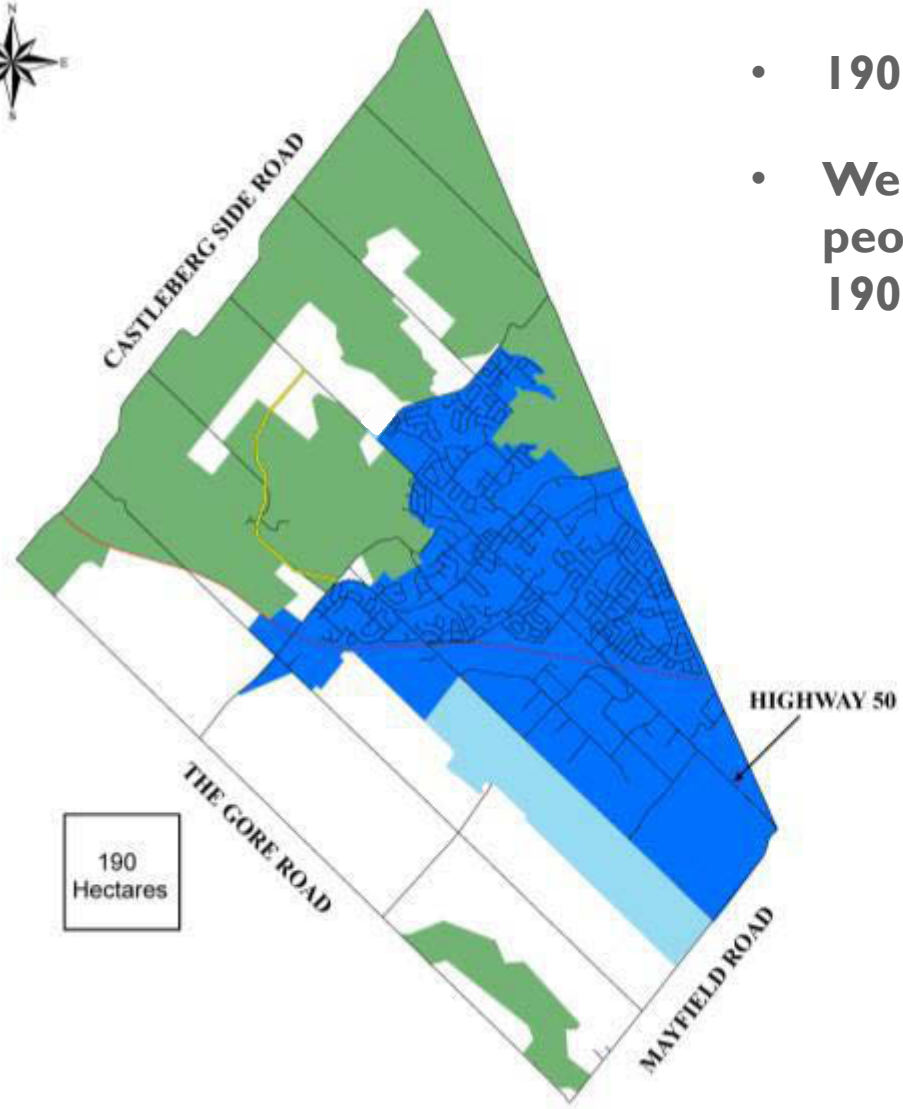 N
E
S
• 190
• We
peo
190
CASTLEBERG SIDE ROAD
HIGHWAY 50
THE GORE ROAD
190
Hectares
MAYFIELD ROAD